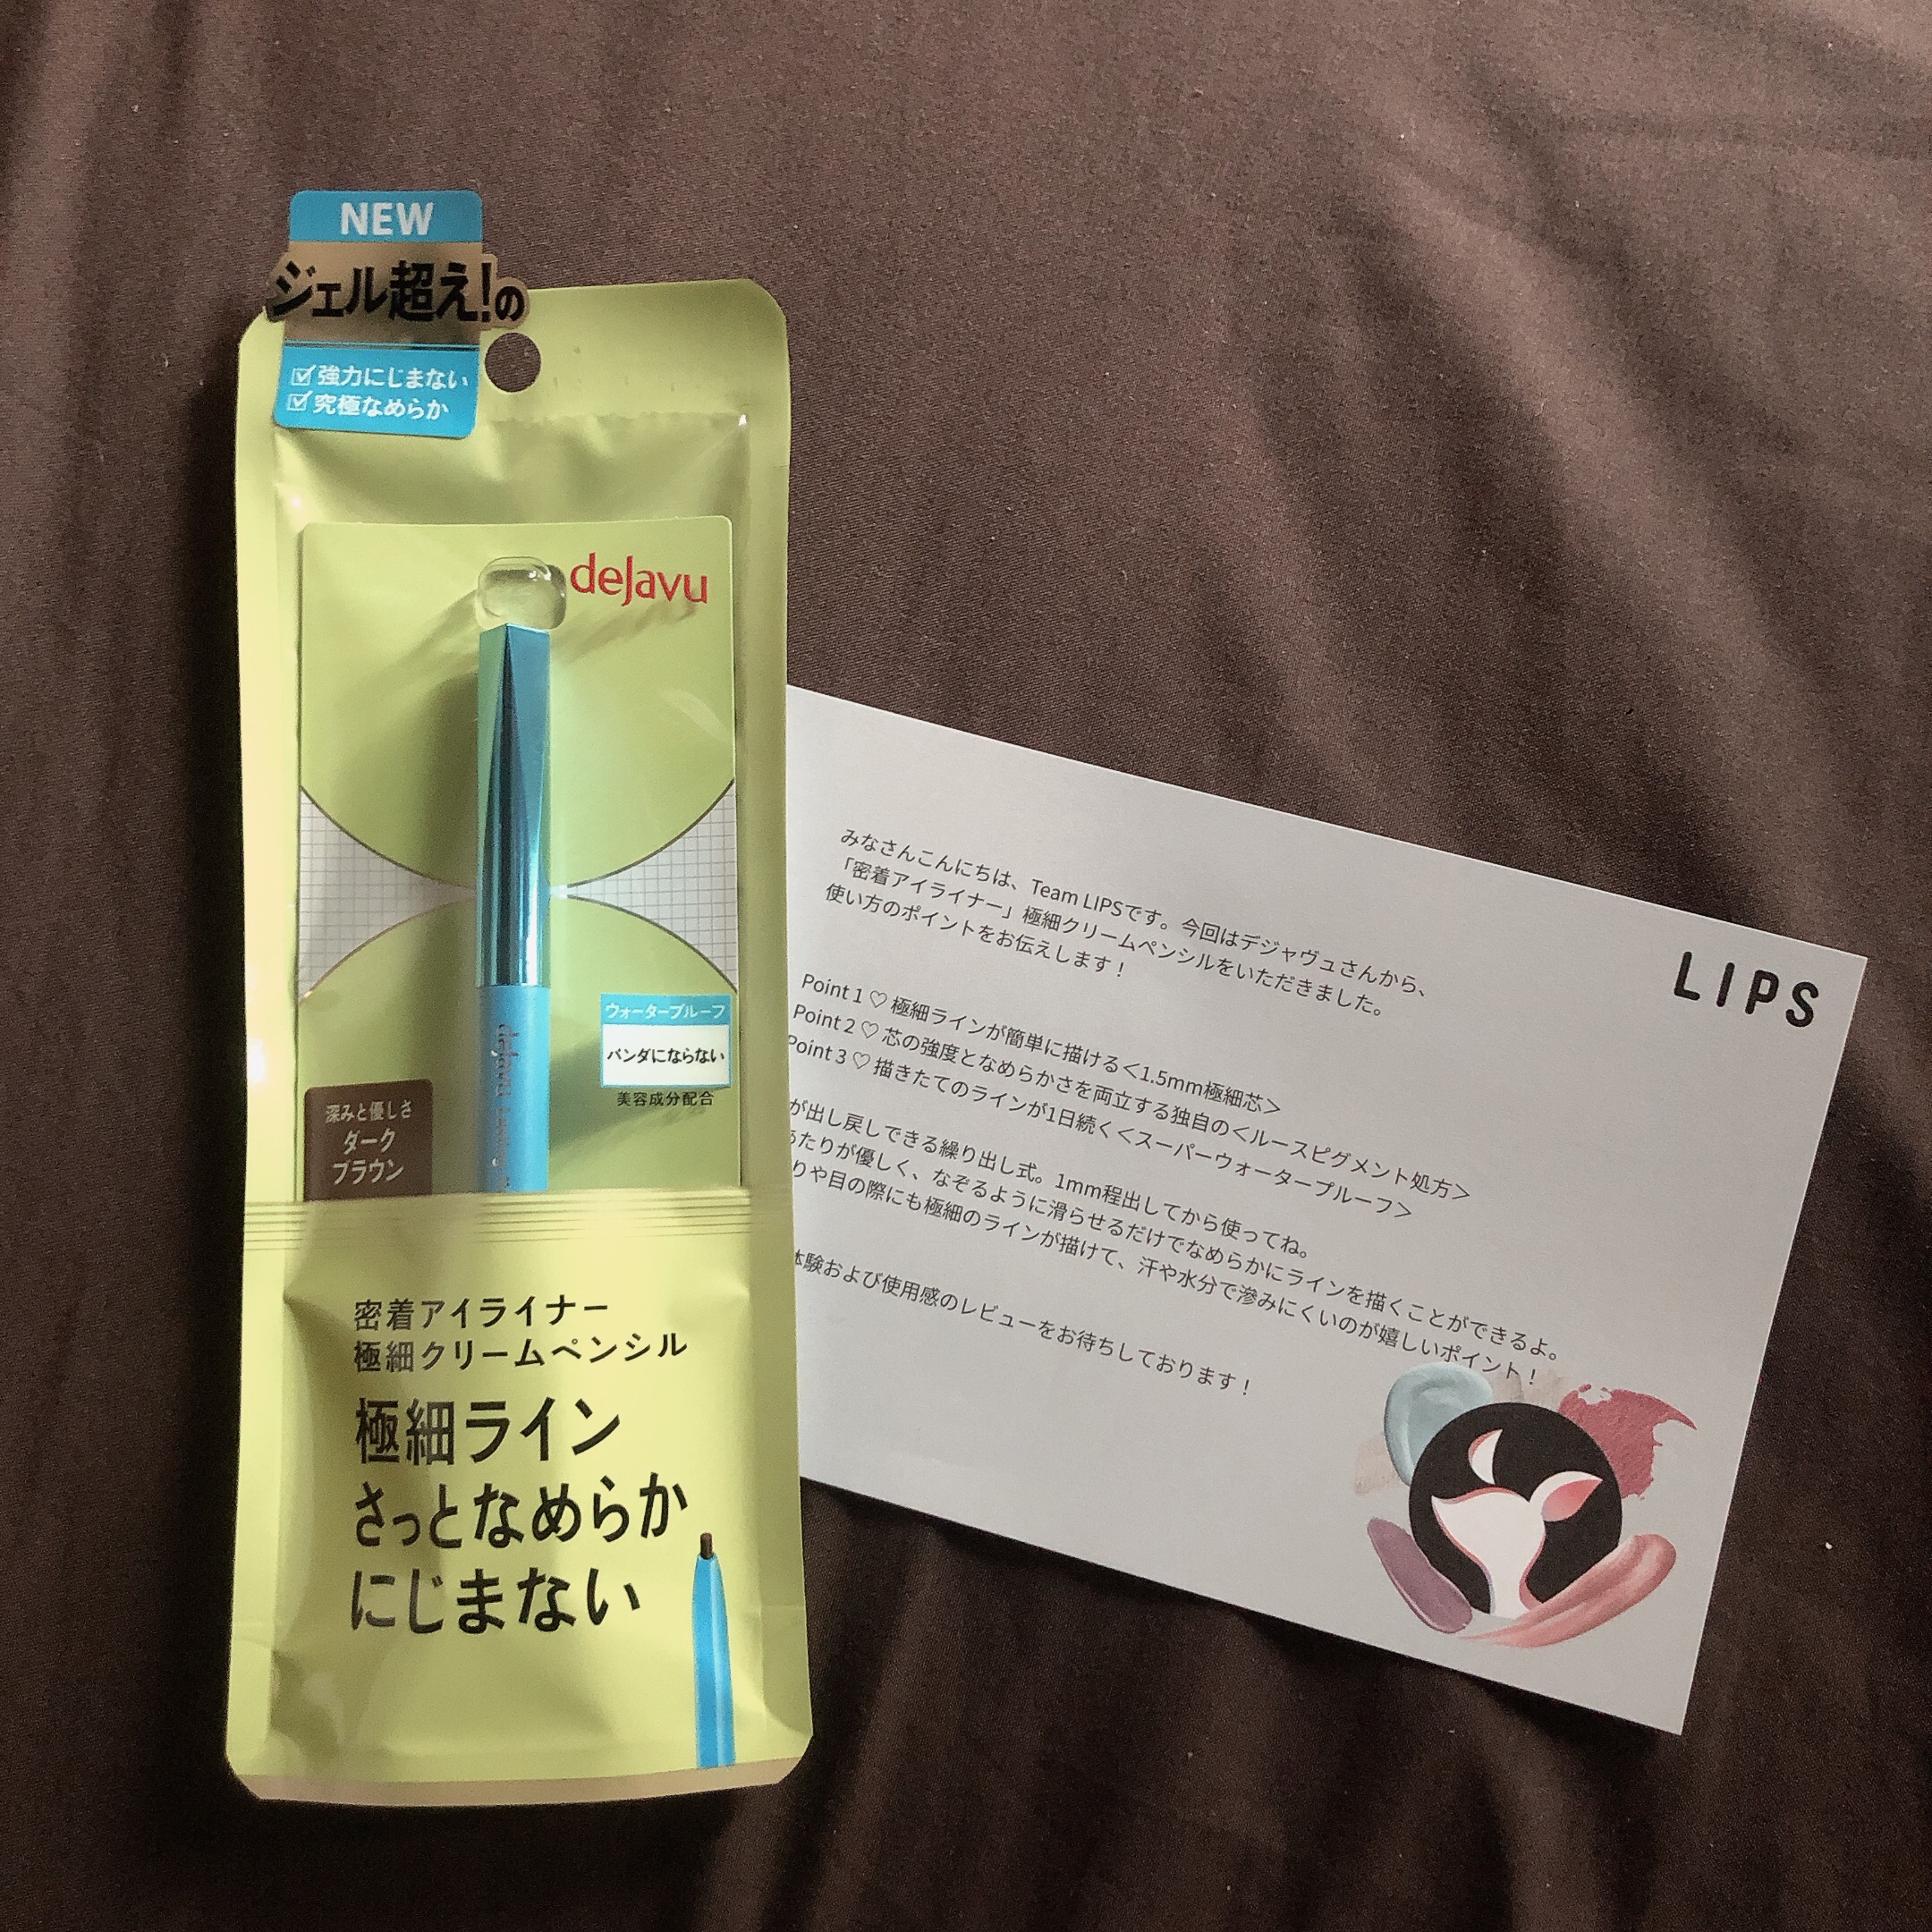 NEW
ジェル超え!の
強力にじまない
究極なめらか
deJavu
ウォータープルーフ
パンダにならない
美容成分配合
深みと優しさ
ダーク
ブラウン
dejavu
密着アイライナー
極細クリームペンシル
極細ライン
さっとなめらか
にじまない
LIPS
みなさんこんにちは、Team LIPSです。今回はデジャヴュさんから、
「密着アイライナー」極細クリームペンシルをいただきました。
使い方のポイントをお伝えします！
Point 1 ♡ 極細ラインが簡単に描ける＜1.5mm極細芯＞
Point 2 ♡ 芯の強度となめらかさを両立する独自の＜ルースピグメント処方＞
Point 3 ♡ 描きたてのラインが1日続く＜スーパーウォータープルーフ＞
が出し戻しできる繰り出し式。1mm程出してから使ってね。
あたりが優しく、なぞるように滑らせるだけでなめらかにラインを描くことができるよ。
りや目の際にも極細のラインが描けて、汗や水分で滲みにくいのが嬉しいポイント！
体験および使用感のレビューをお待ちしております！